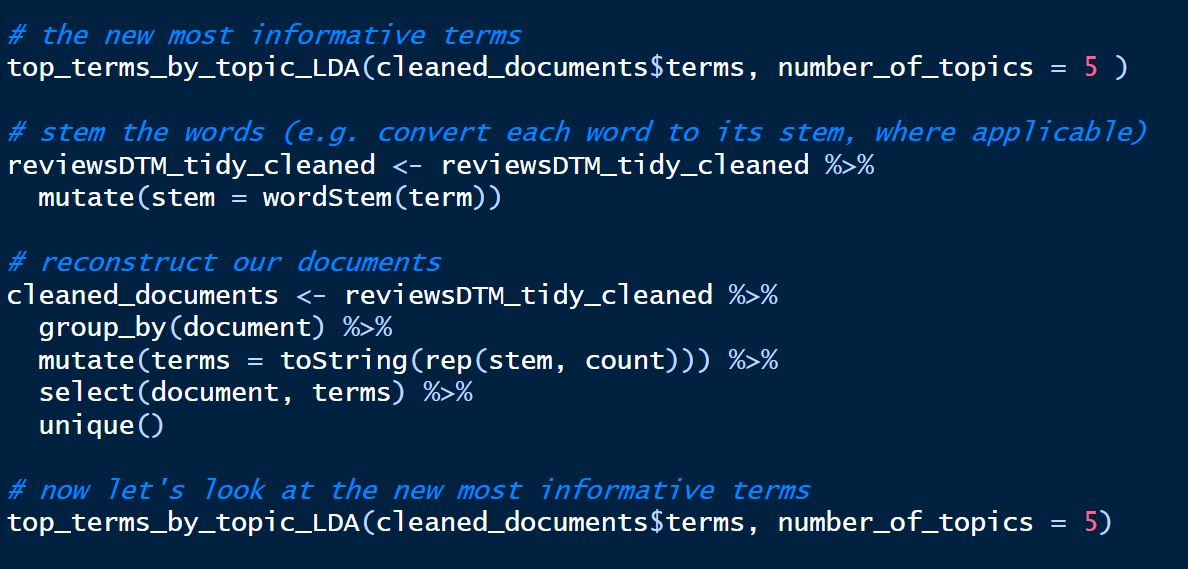 # the new most informative terms
top_terms_by_topic_LDA(cleaned_documents$terms, number_of_topics = 5 )
# stem the words (e.g. convert each word to its stem, where applicable)
reviewsDTM_tidy_cleaned <- reviewsDTM_tidy_cleaned %>%
  mutate(stem = wordStem(term))
# reconstruct our documents
cleaned_documents <- reviewsDTM_tidy_cleaned %>%
  group_by(document) %>%
  mutate(terms = toString(rep(stem, count))) %>%
  select(document, terms) %>%
  unique()
# now let's look at the new most informative terms
top_terms_by_topic_LDA(cleaned_documents$terms, number_of_topics = 5)